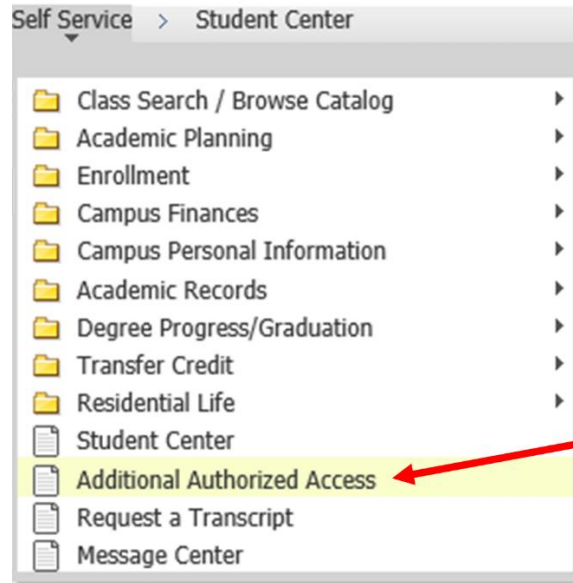 Self Service > Student Center
Class Search / Browse Catalog
Academic Planning
Enrollment
Campus Finances
Campus Personal Information
Academic Records
Degree Progress/Graduation
Transfer Credit
Residential Life
Student Center
Additional Authorized Access
Request a Transcript
Message Center